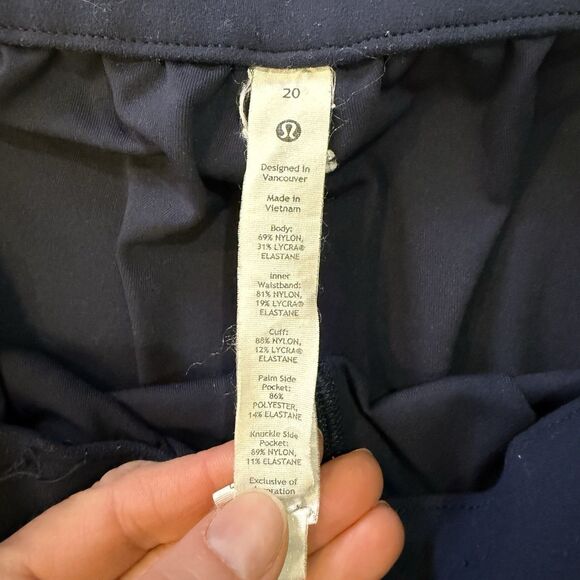 20
Designed in
Vancouver
Made in
Vietnam
Body:
69% NYLON,
31% LYCRA®
ELASTANE
Inner
Waistband:
81% NYLON,
19% LYCRA®
ELASTANE
Cuff:
88% NYLON,
12% LYCRA®
ELASTANE
Palm Side
Pocket:
86%
POLYESTER,
14% ELASTANE
Knuckle Side
Pocket:
89% NYLON,
11% ELASTANE
Exclusive of